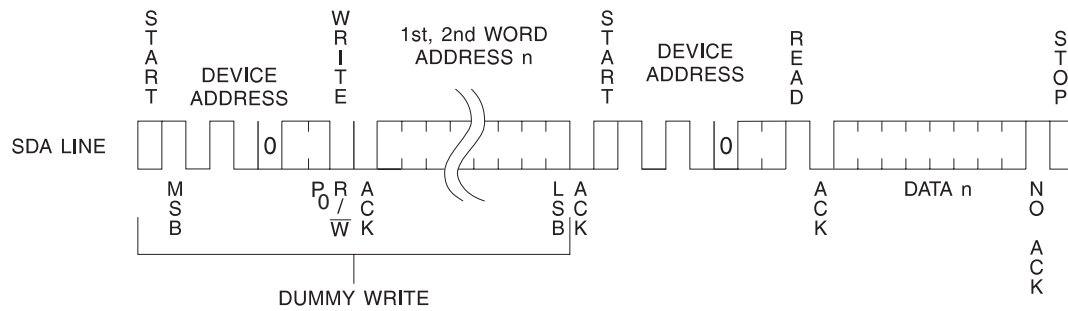 START
WRITE
1st, 2nd WORD
ADDRESS n
START
DEVICE
ADDRESS
READ
STOP
DEVICE
ADDRESS
SDA LINE
0
0
MSB
P0
R/W
ACK
LSB
ACK
ACK
DATA n
NO ACK
DUMMY WRITE